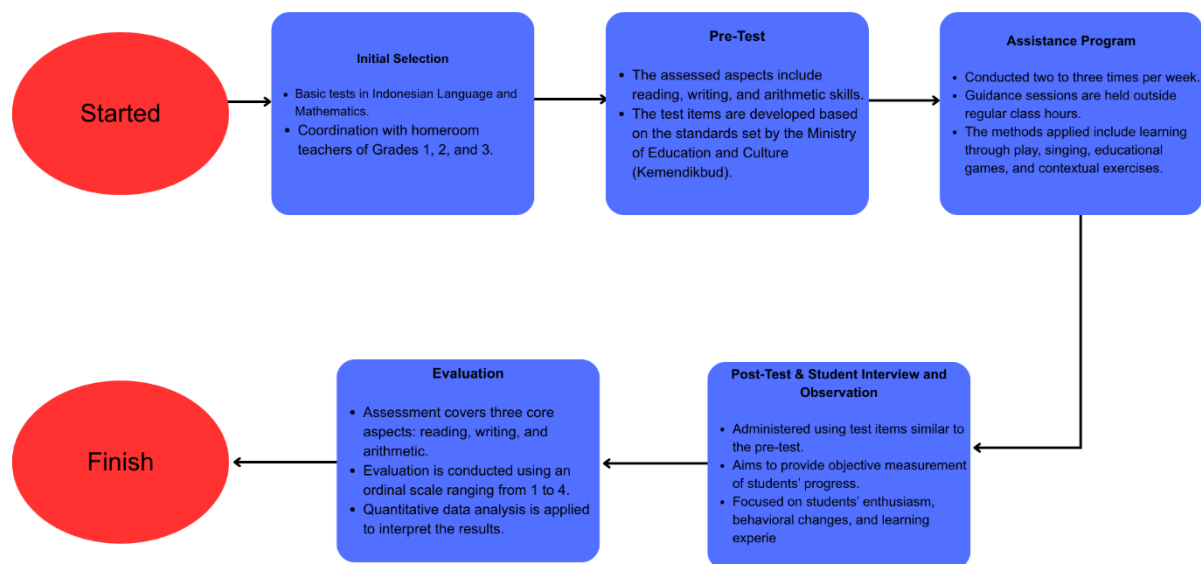 Started
Initial Selection
• Basic tests in Indonesian Language and
Mathematics.
• Coordination with homeroom
teachers of Grades 1, 2, and 3.
Pre-Test
• The assessed aspects include
reading, writing, and arithmetic skills.
• The test items are developed based
on the standards set by the Ministry
of Education and Culture
(Kemendikbud).
Assistance Program
• Conducted two to three times per week.
• Guidance sessions are held outside
regular class hours.
• The methods applied include learning
through play, singing, educational
games, and contextual exercises.
Post-Test & Student Interview and
Observation
• Administered using test items similar to
the pre-test.
• Aims to provide objective measurement
of students’ progress.
• Focused on students’ enthusiasm,
behavioral changes, and learning
experie
Evaluation
• Assessment covers three core
aspects: reading, writing, and
arithmetic.
• Evaluation is conducted using an
ordinal scale ranging from 1 to 4.
• Quantitative data analysis is applied
to interpret the results.
Finish